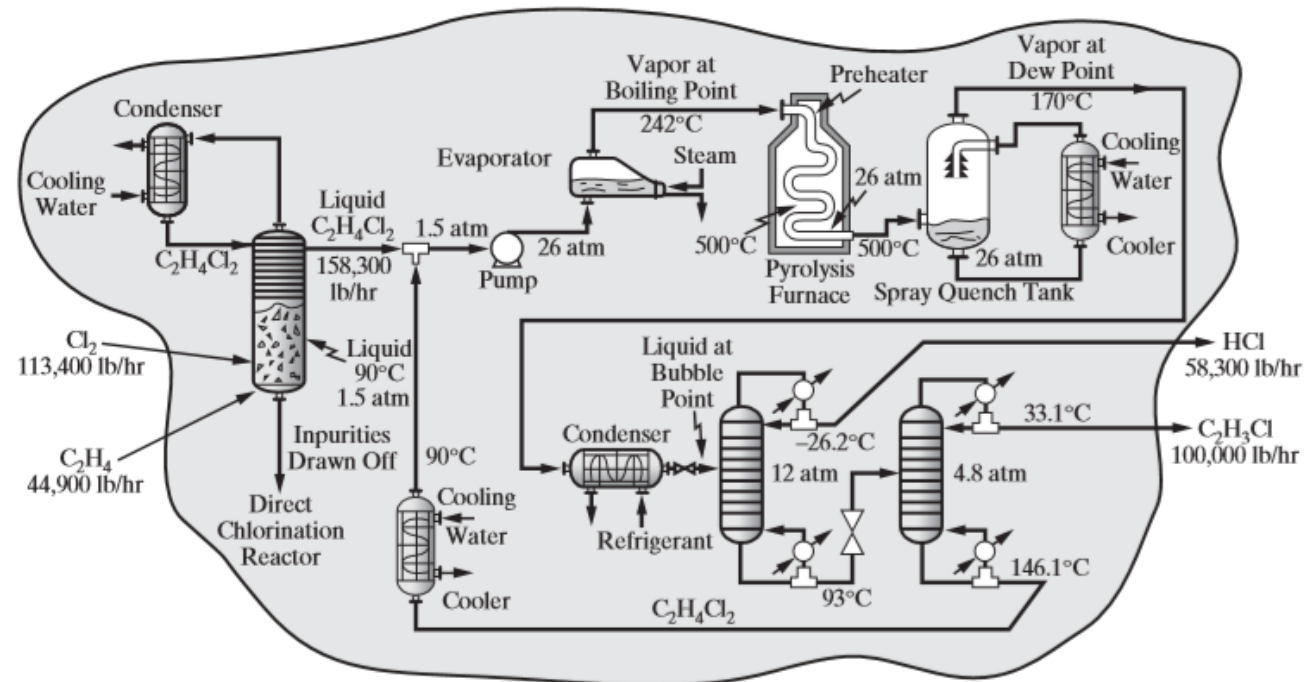 Condenser
Cooling
Water
C₂H₄Cl₂
Liquid
C₂H₄Cl₂
158,300
lb/hr
1.5 atm
Cl₂
113,400 lb/hr
C₂H₄
44,900 lb/hr
Liquid
90°C
1.5 atm
Inpurities
Drawn Off
Direct
Chlorination
Reactor
Evaporator
Vapor at
Boiling Point
242°C
Steam
Pump
26 atm
Preheater
26 atm
500°C
500°C
Pyrolysis
Furnace
Vapor at
Dew Point
170°C
Cooling
Water
Cooler
26 atm
Spray Quench Tank
90°C
Cooling
Water
Cooler
Condenser
Refrigerant
Liquid at
Bubble
Point
–26.2°C
12 atm
93°C
HCl
58,300 lb/hr
33.1°C
C₂H₃Cl
100,000 lb/hr
4.8 atm
146.1°C
C₂H₄Cl₂